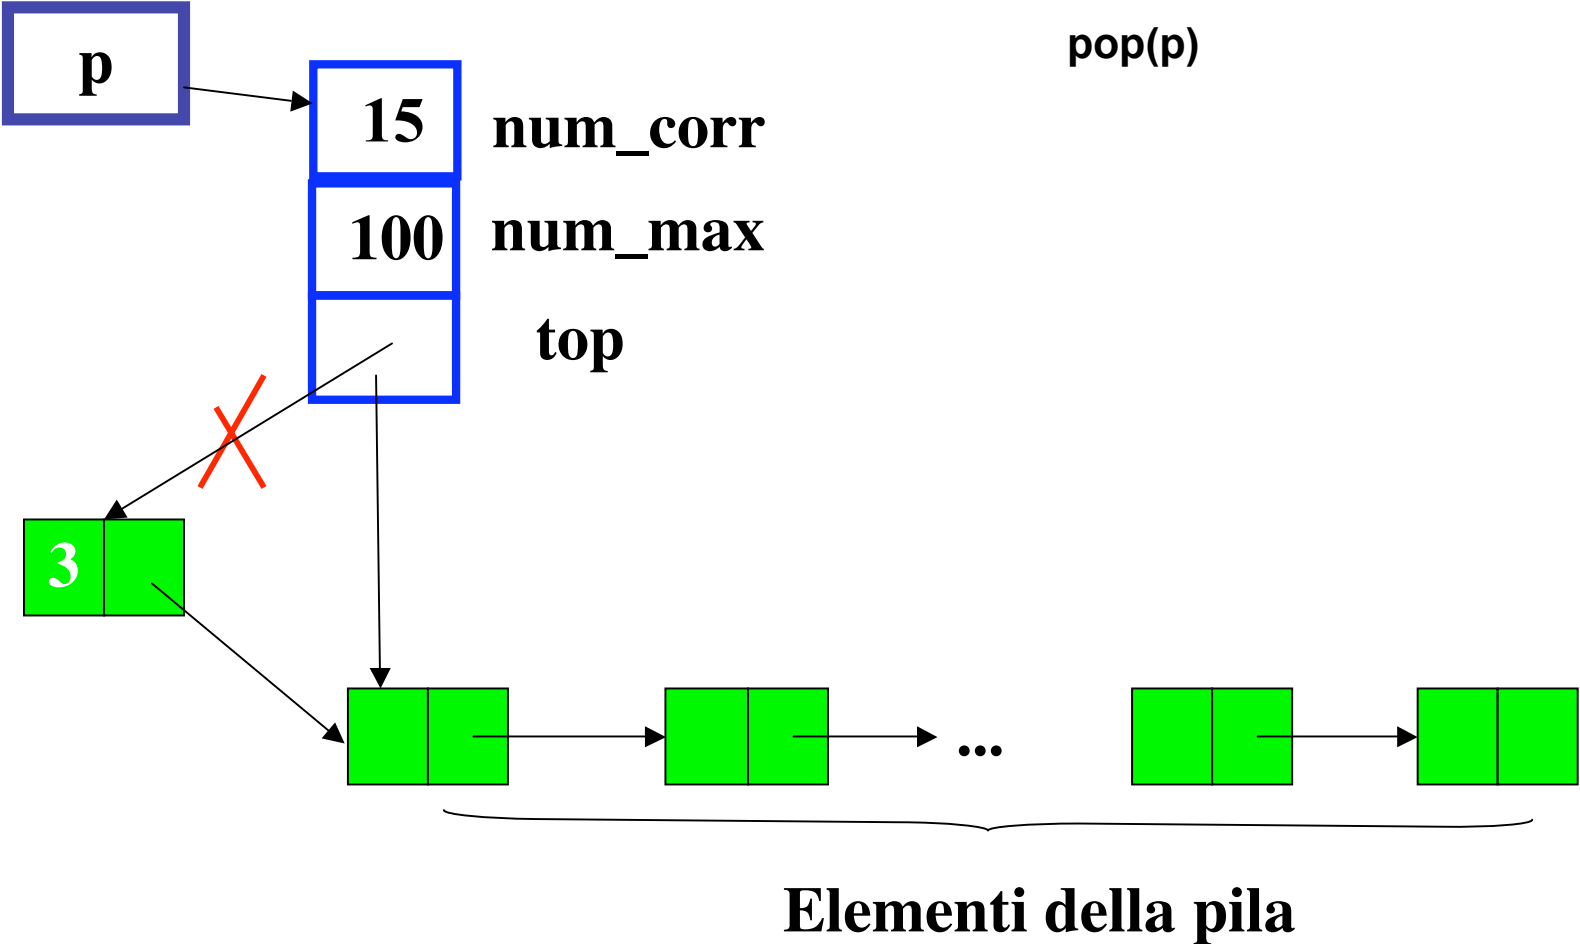 p
pop(p)
15
num_corr
100
num_max
top
3
...
Elementi della pila